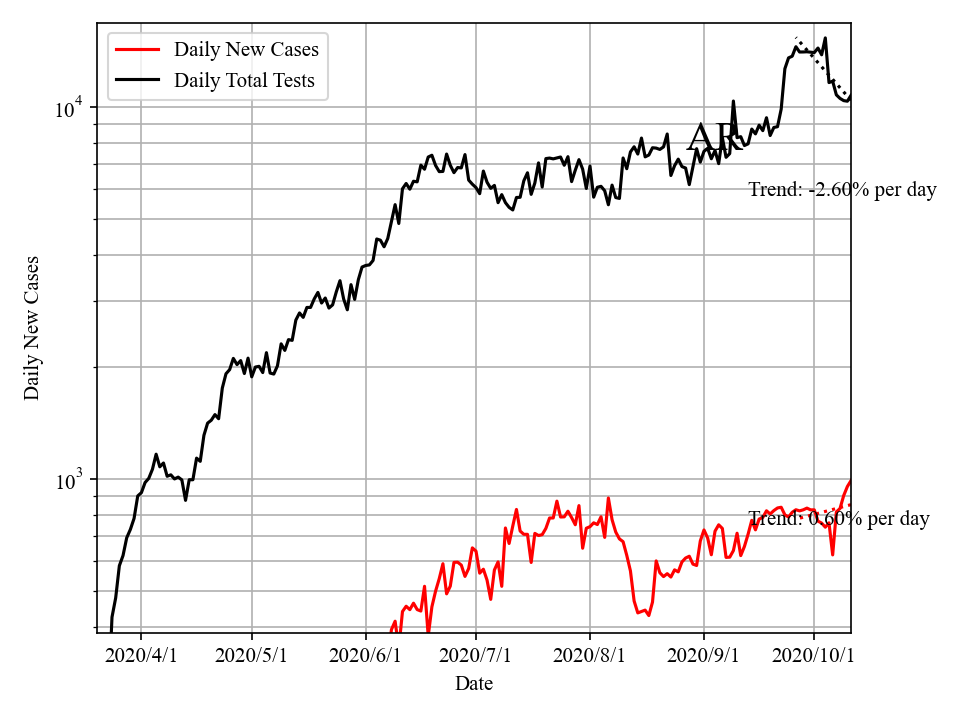 Daily New Cases
Daily Total Tests
10^4
AR
Trend: -2.60% per day
Daily New Cases
10^3
Trend: 0.60% per day
2020/4/1 2020/5/1 2020/6/1 2020/7/1 2020/8/1 2020/9/1 2020/10/1
Date